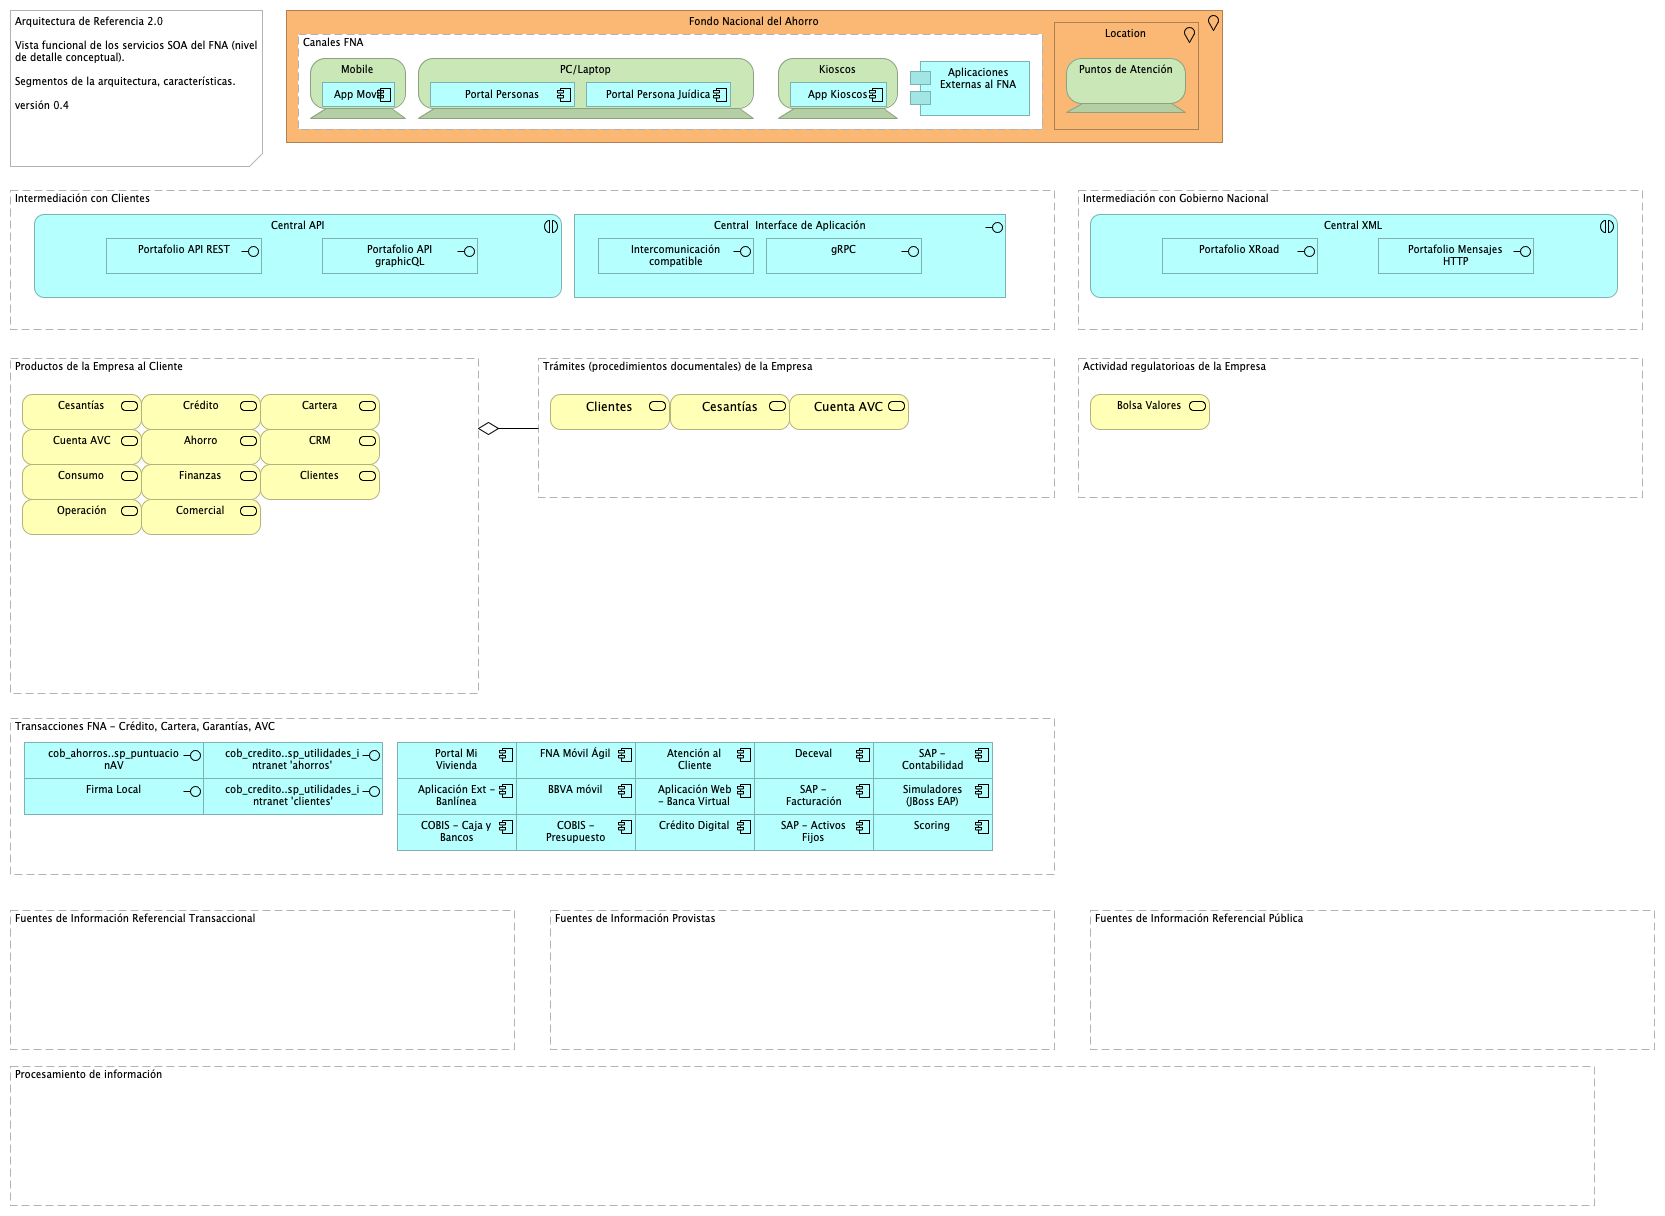 Arquitectura de Referencia 2.0
Vista funcional de los servicios SOA del FNA (nivel
de detalle conceptual).
Segmentos de la arquitectura, características.
versión 0.4
Fondo Nacional del Ahorro
Canales FNA
Mobile
App Movil
PC/Laptop
Portal Personas
Portal Persona Juídica
Kioscos
App Kioscos
Aplicaciones
Externas al FNA
Location
Puntos de Atención
Intermediación con Clientes
Central API
Portafolio API REST
Portafolio API
graphicQL
Central  Interface de Aplicación
Intercomunicación
compatible
gRPC
Intermediación con Gobierno Nacional
Central XML
Portafolio XRoad
Portafolio Mensajes
HTTP
Productos de la Empresa al Cliente
Cesantías
Crédito
Cartera
Cuenta AVC
Ahorro
CRM
Consumo
Finanzas
Clientes
Operación
Comercial
Trámites (procedimientos documentales) de la Empresa
Clientes
Cesantías
Cuenta AVC
Actividad regulatorioas de la Empresa
Bolsa Valores
Transacciones FNA – Crédito, Cartera, Garantías, AVC
cob_ahorros..sp_puntuacio
nAV
cob_credito..sp_utilidades_i
ntranet 'ahorros'
Firma Local
cob_credito..sp_utilidades_i
ntranet 'clientes'
Portal Mi
Vivienda
FNA Móvil Ágil
Atención al
Cliente
Deceval
SAP –
Contabilidad
Aplicación Ext –
Banlínea
BBVA móvil
Aplicación Web
– Banca Virtual
SAP –
Facturación
Simuladores
(JBoss EAP)
COBIS – Caja y
Bancos
COBIS –
Presupuesto
Crédito Digital
SAP – Activos
Fijos
Scoring
Fuentes de Información Referencial Transaccional
Fuentes de Información Provistas
Fuentes de Información Referencial Pública
Procesamiento de información